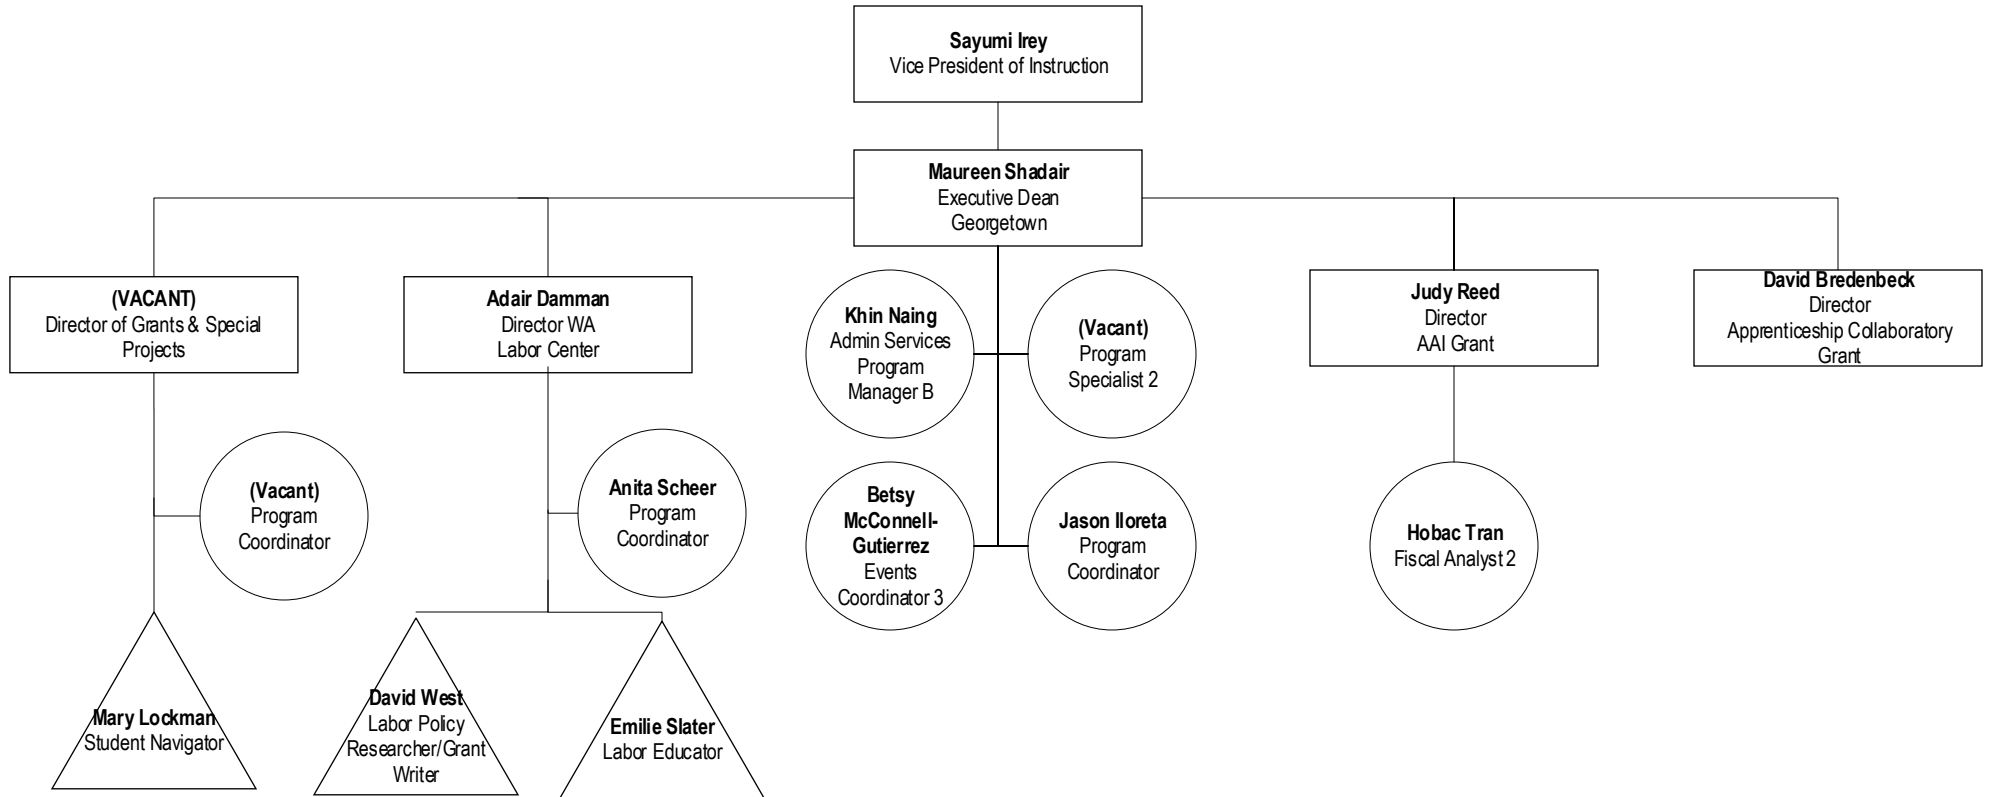 Sayumi Irey
Vice President of Instruction
Maureen Shadair
Executive Dean
Georgetown
(VACANT)
Director of Grants & Special
Projects
Adair Damman
Director WA
Labor Center
Khin Naing
Admin Services
Program
Manager B
(Vacant)
Program
Specialist 2
Judy Reed
Director
AAI Grant
David Bredenbeck
Director
Apprenticeship Collaboratory
Grant
(Vacant)
Program
Coordinator
Anita Scheer
Program
Coordinator
Betsy
McConnell-
Gutierrez
Events
Coordinator 3
Jason Iloreta
Program
Coordinator
Hobac Tran
Fiscal Analyst 2
Mary Lockman
Student Navigator
David West
Labor Policy
Researcher/Grant
Writer
Emilie Slater
Labor Educator